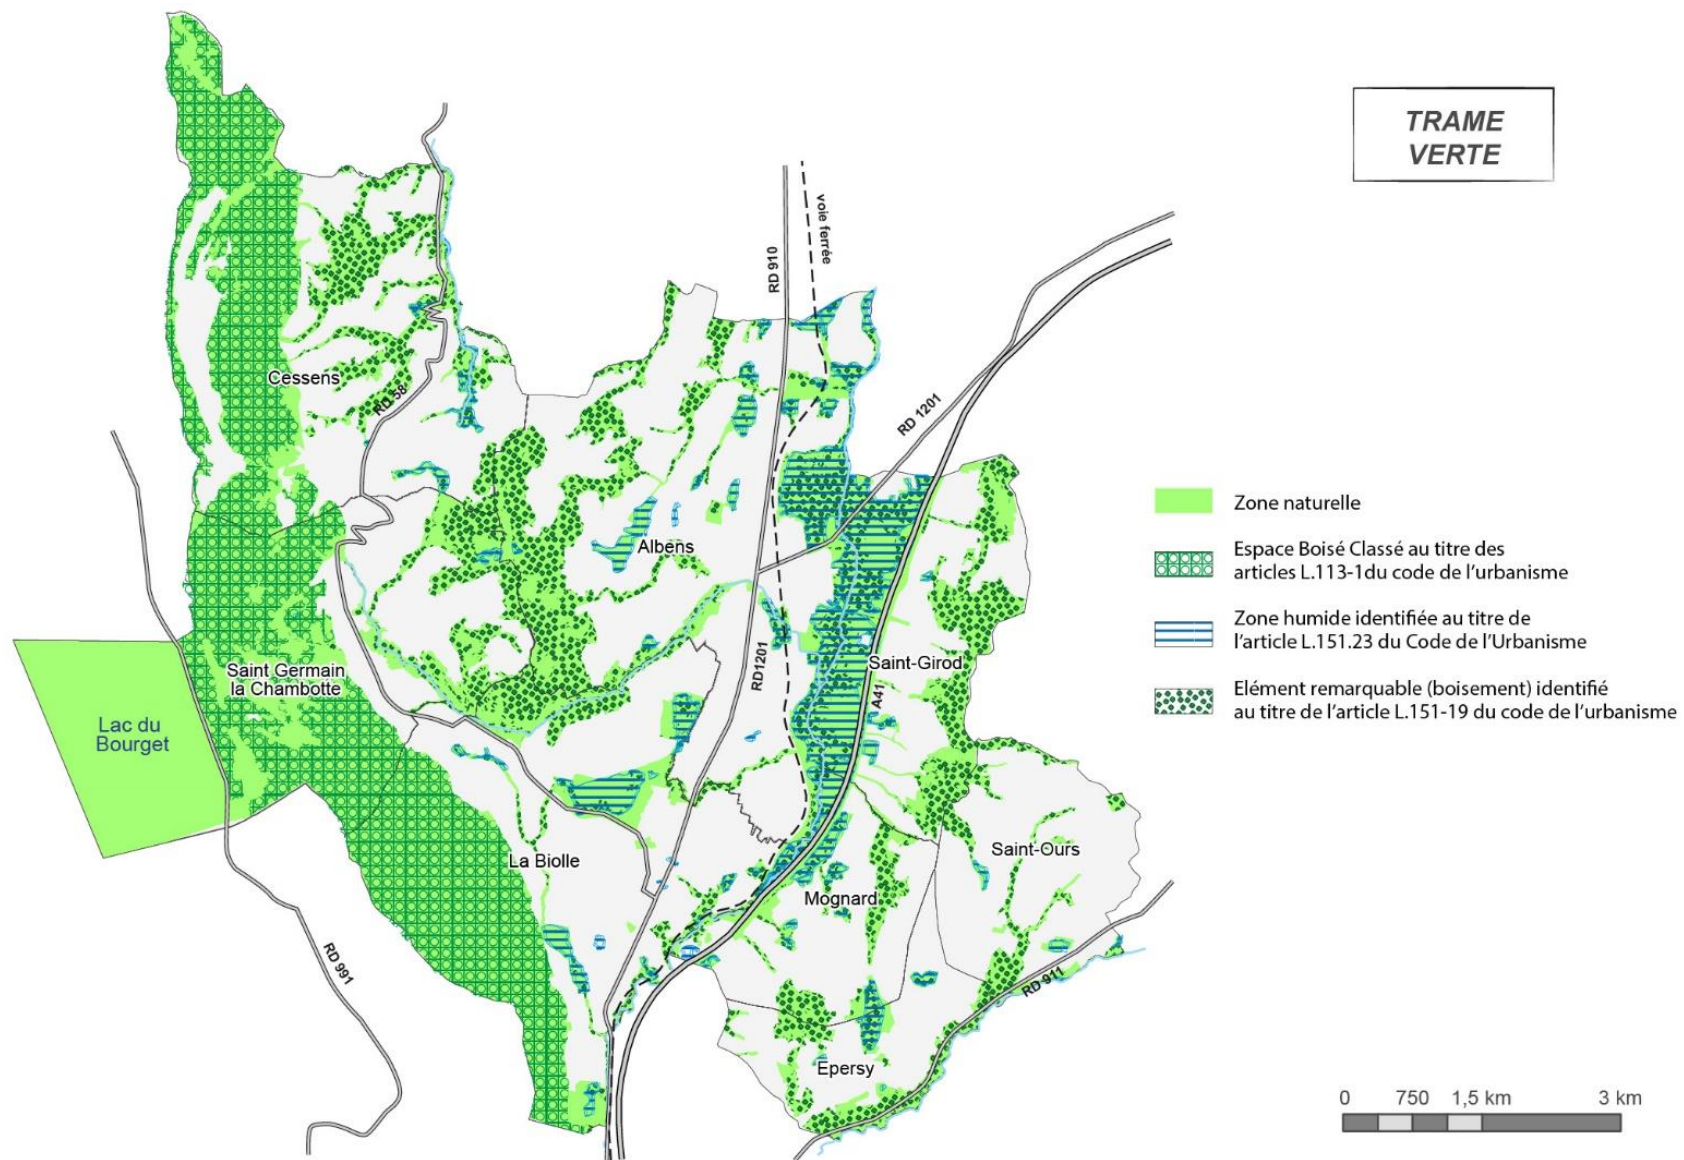 TRAME
VERTE
voie ferrée
RD 910
Cessens
RD 58
RD 1201
Zone naturelle
Espace Boisé Classé au titre des
articles L.113-1du code de l'urbanisme
Albens
Zone humide identifiée au titre de
l'article L.151.23 du Code de l'Urbanisme
Saint Germain
la Chambotte
RD1201
Saint-Girod
A41
Elément remarquable (boisement) identifié
au titre de l'article L.151-19 du code de l'urbanisme
Lac du
Bourget
La Biolle
Saint-Ours
Mognard
RD 991
RD 911
Epersy
0 750 1,5 km 3 km